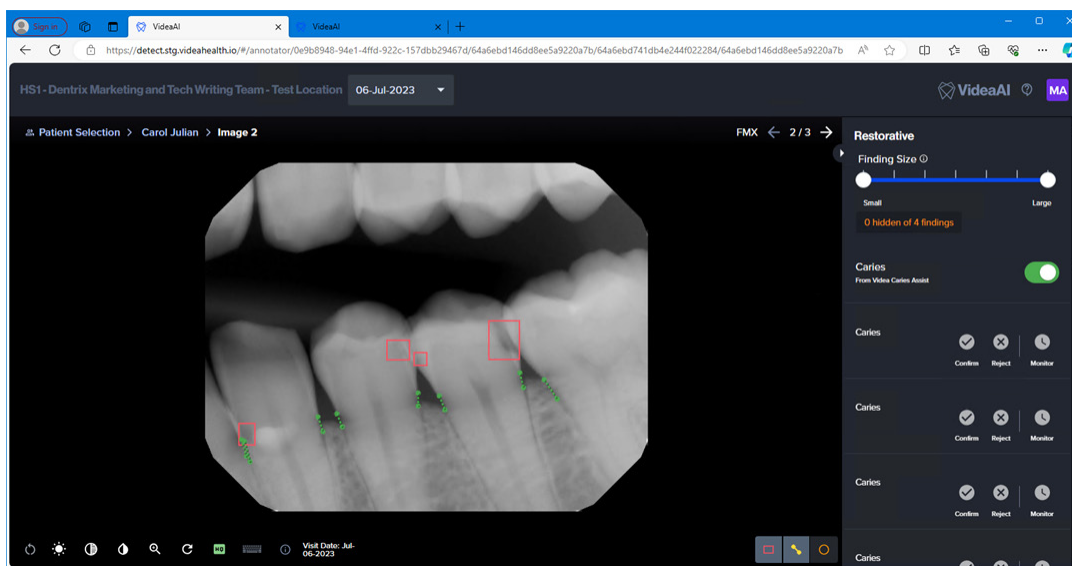 Sign in
VideaAI
VideaAI
https://detect.stg.videahealth.io/#/annotator/0e9b8948-94e1-4ffd-922c-157dbb29467d/64a6ebd146dd8ee5a9220a7b/64a6ebd741db4e244f022284/64a6ebd146dd8ee5a9220a7b
HS1 - Dentrix Marketing and Tech Writing Team - Test Location
06-Jul-2023
VideaAI
MA
Patient Selection > Carol Julian > Image 2
FMX
2 / 3
Restorative
Finding Size
Small
Large
0 hidden of 4 findings
Caries
From Videa Caries Assist
Caries
Confirm
Reject
Monitor
Caries
Confirm
Reject
Monitor
Caries
Confirm
Reject
Monitor
Caries
HQ
Visit Date: Jul-
06-2023